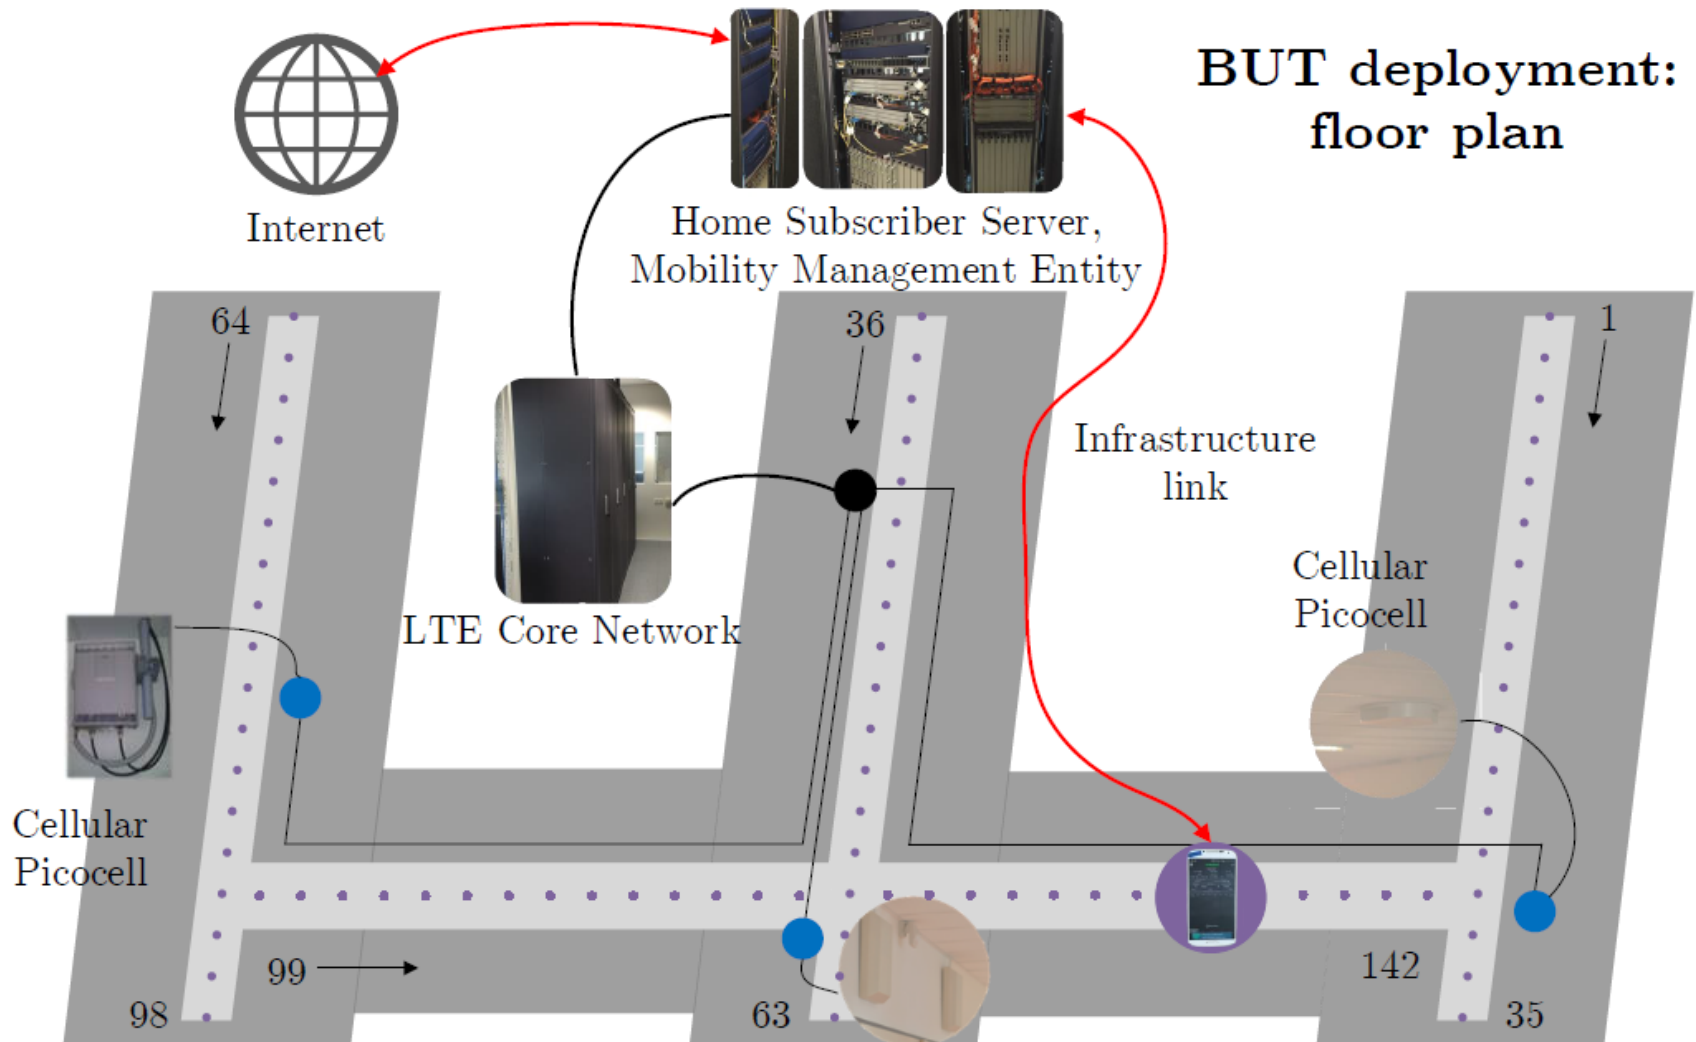 BUT deployment:
floor plan
Internet
Home Subscriber Server,
Mobility Management Entity
64
36
1
Infrastructure
link
Cellular
Picocell
LTE Core Network
Cellular
Picocell
99
142
98
63
35